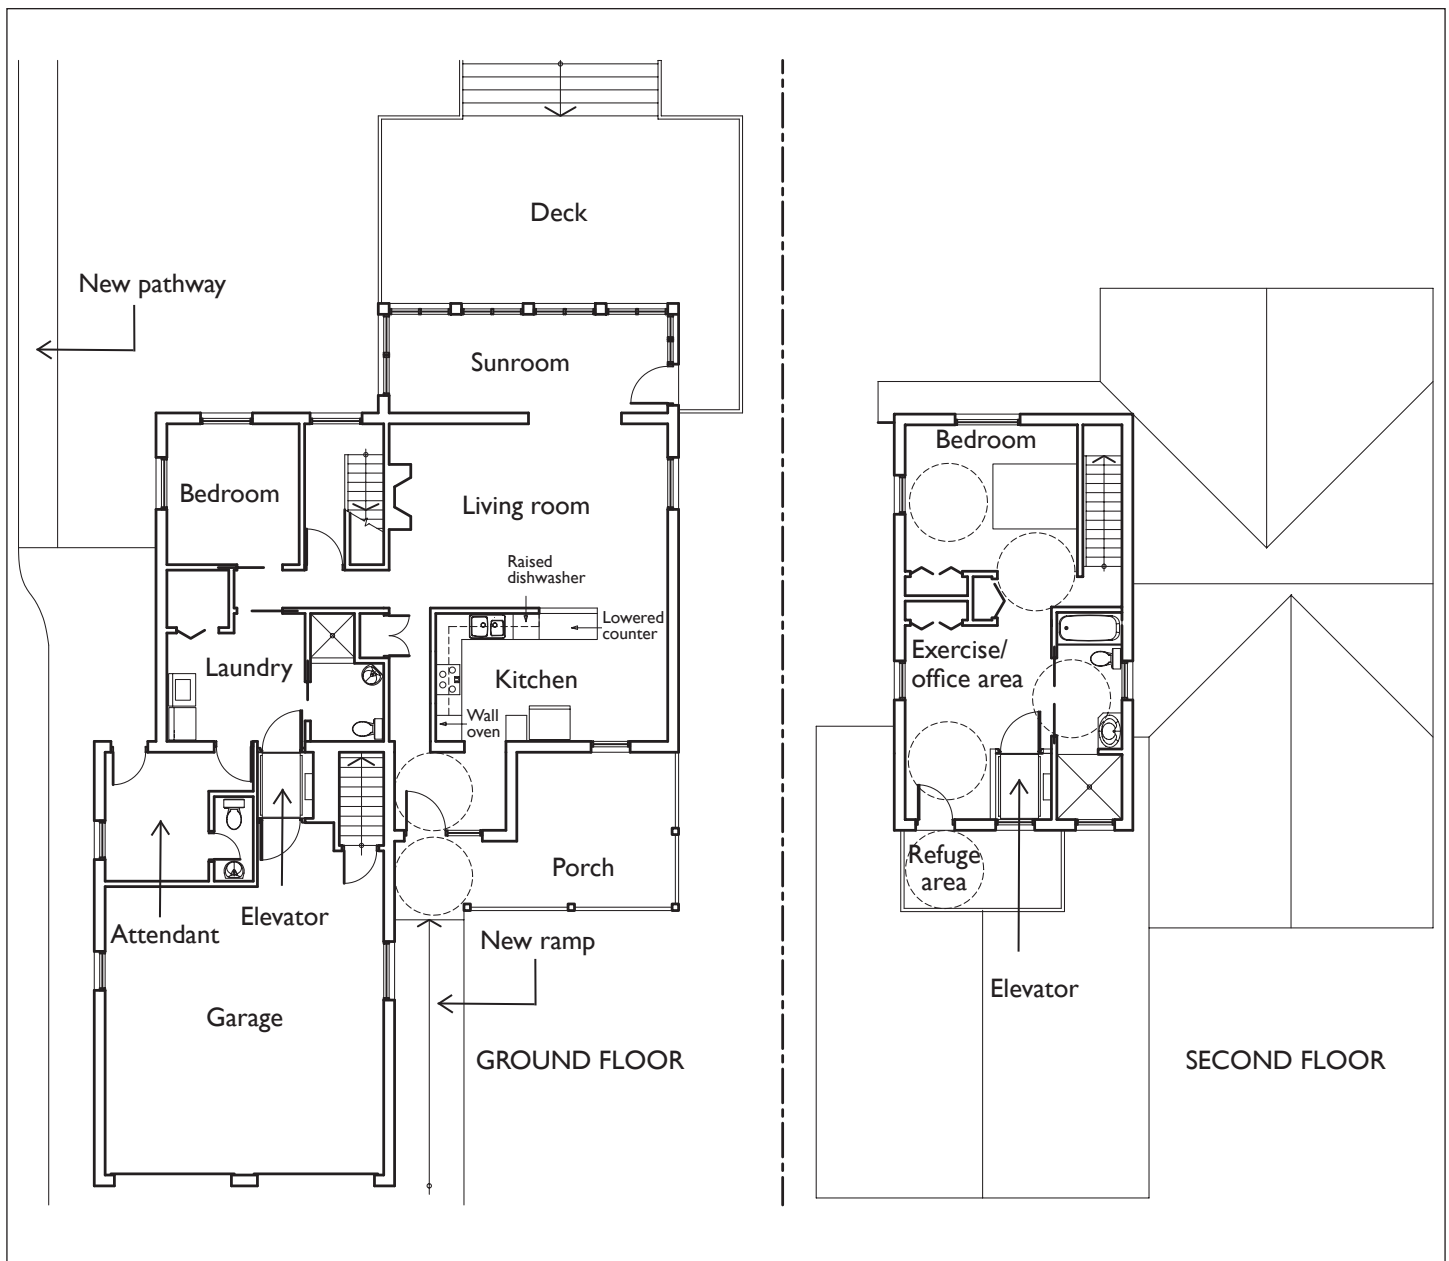 Deck
New pathway
Sunroom
Bedroom
Living room
Raised
dishwasher
Lowered
counter
Laundry
Kitchen
Wall
oven
Porch
Attendant
Elevator
New ramp
Garage
GROUND FLOOR
Bedroom
Exercise/
office area
Refuge
area
Elevator
SECOND FLOOR